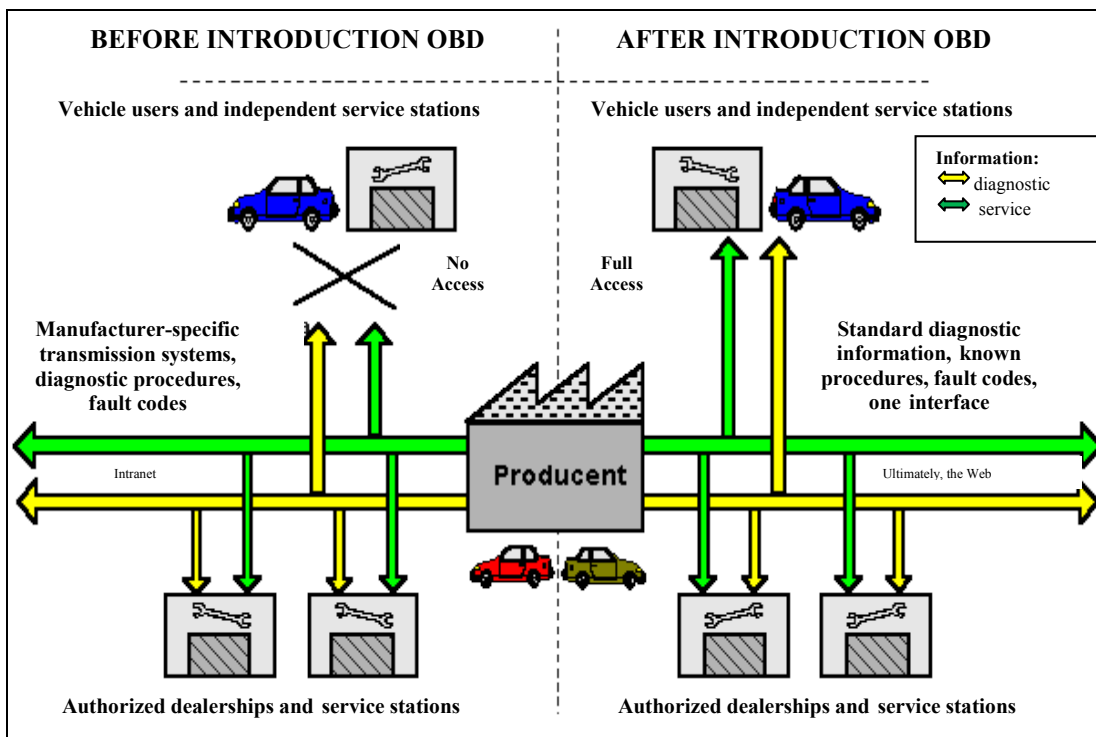 BEFORE INTRODUCTION OBD
AFTER INTRODUCTION OBD
Vehicle users and independent service stations
Vehicle users and independent service stations
Information:
diagnostic
service
No
Access
Full
Access
Manufacturer-specific
transmission systems,
diagnostic procedures,
fault codes
Standard diagnostic
information, known
procedures, fault codes,
one interface
Intranet
Producent
Ultimately, the Web
Authorized dealerships and service stations
Authorized dealerships and service stations